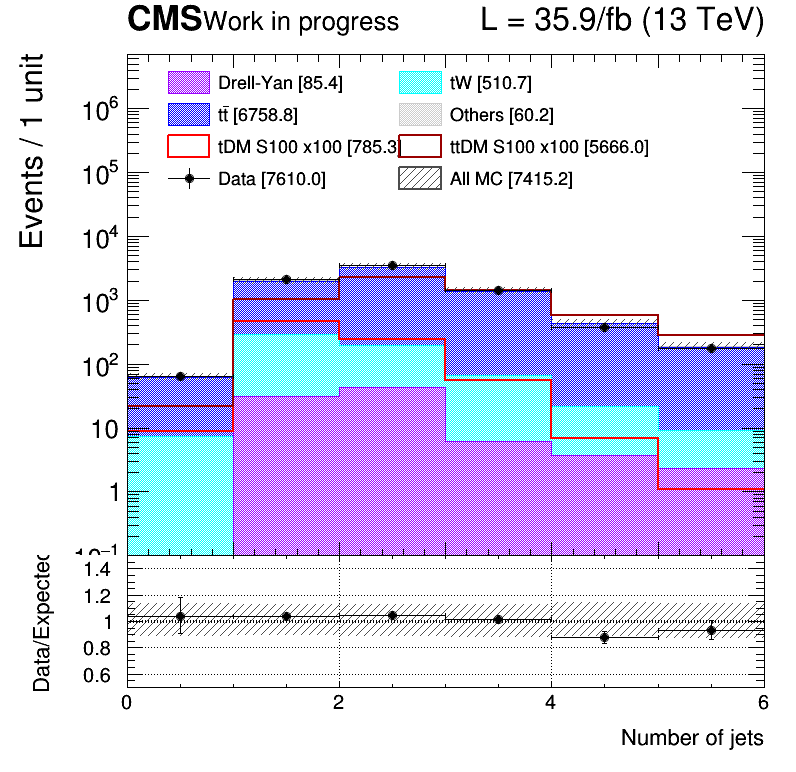 CMS Work in progress L = 35.9/fb (13 TeV)
Events / 1 unit
Drell-Yan [85.4] tW [510.7]
tt̄ [6758.8] Others [60.2]
tDM S100 x100 [785.3] ttDM S100 x100 [5666.0]
Data [7610.0] All MC [7415.2]
10⁶
10⁵
10⁴
10³
10²
10
1
10⁻¹
Data/Expected
1.4
1.2
1
0.8
0.6
0 2 4 6
Number of jets